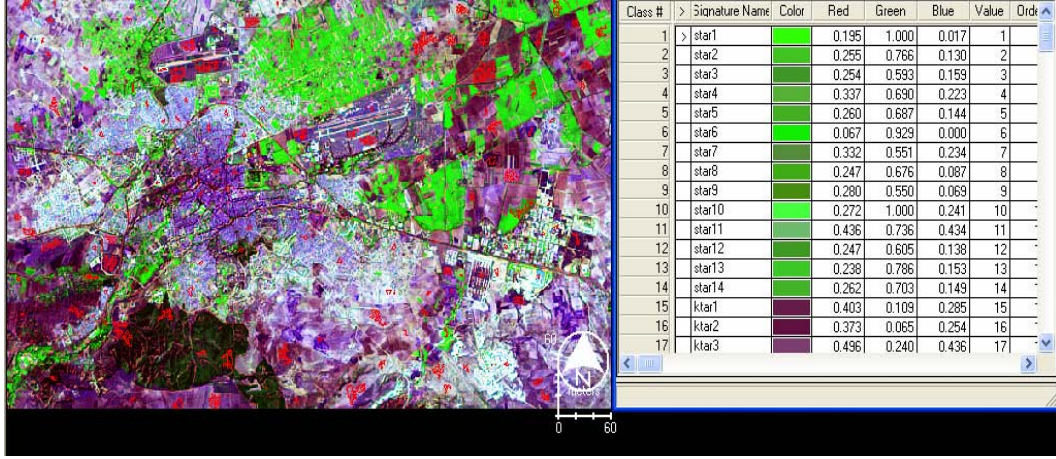 Class # > Signature Name Color Red Green Blue Value Orde
1 > star1 0.195 1.000 0.017 1
2 star2 0.255 0.766 0.130 2
3 star3 0.254 0.593 0.159 3
4 star4 0.337 0.690 0.223 4
5 star5 0.260 0.687 0.144 5
6 star6 0.067 0.929 0.000 6
7 star7 0.332 0.551 0.234 7
8 star8 0.247 0.676 0.087 8
9 star9 0.280 0.550 0.069 9
10 star10 0.272 1.000 0.241 10
11 star11 0.436 0.736 0.434 11
12 star12 0.247 0.605 0.138 12
13 star13 0.238 0.786 0.153 13
14 star14 0.262 0.703 0.149 14
15 ktar1 0.403 0.109 0.285 15
16 ktar2 0.373 0.065 0.254 16
17 ktar3 0.496 0.240 0.436 17
60
N
meters
0 60